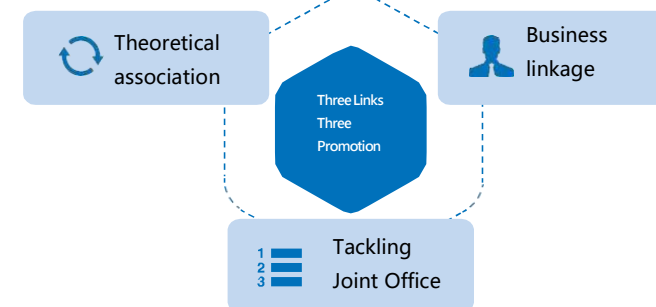 Theoretical
association
Business
linkage
Three Links
Three
Promotion
1
2
3
Tackling
Joint Office